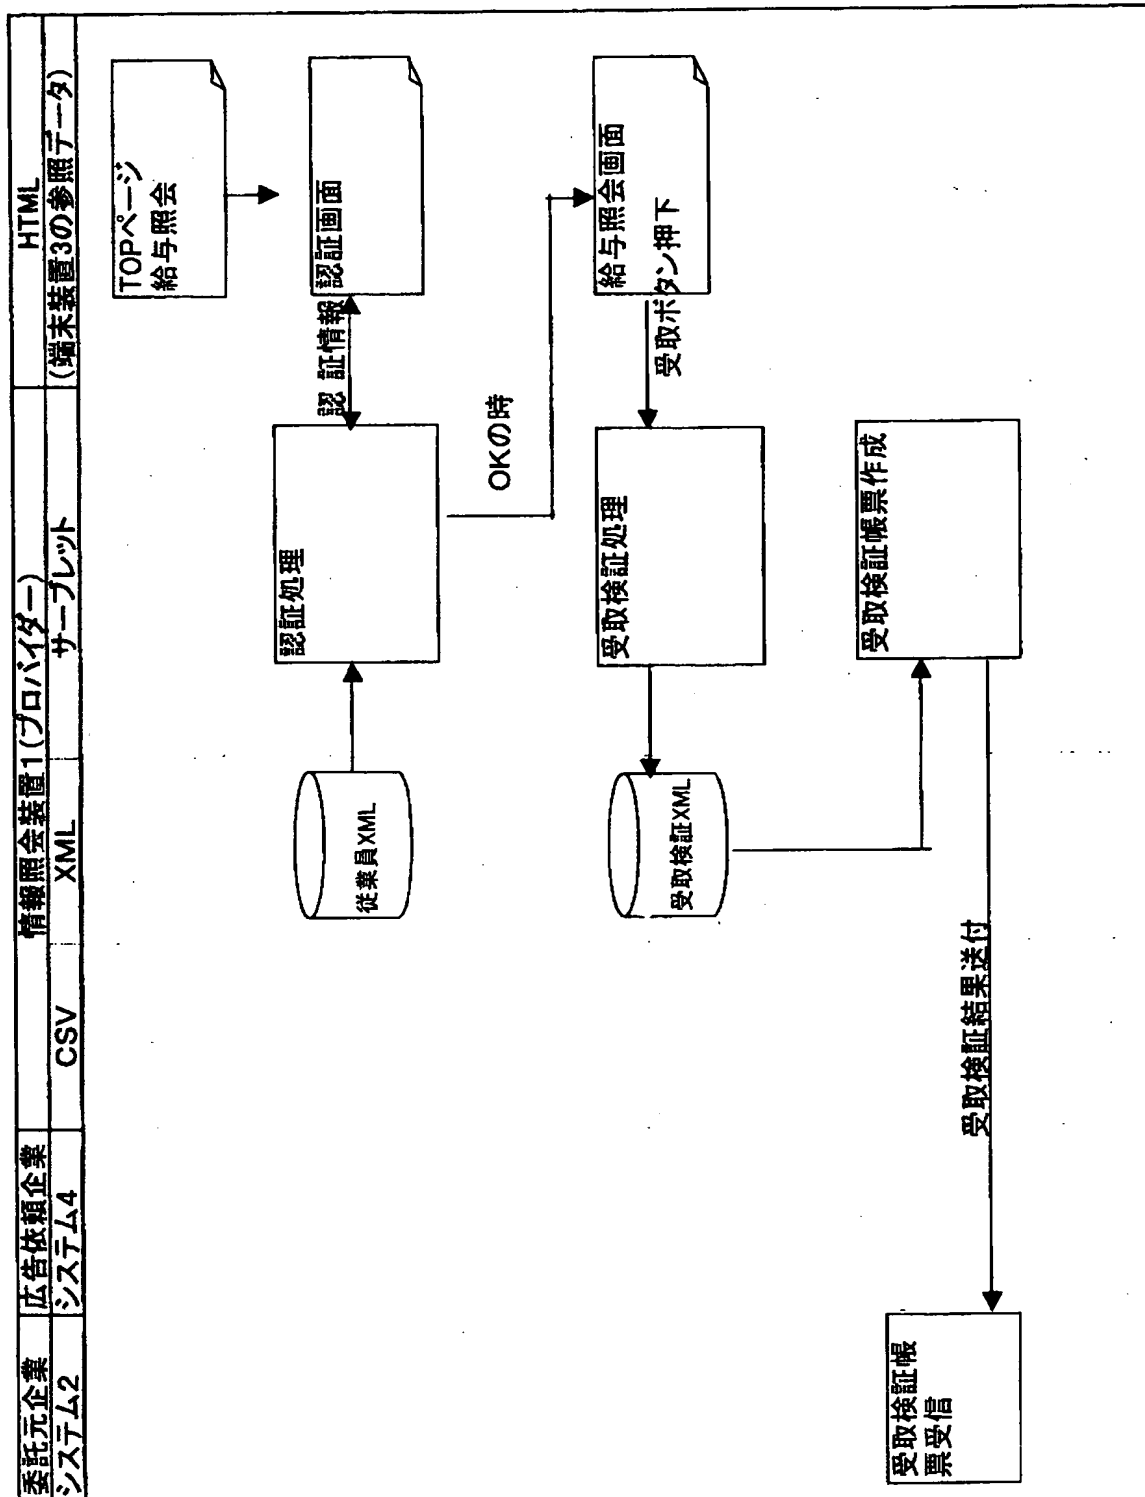 委託元企業
広告依頼企業
情報照会装置1(プロバイダー)
HTML
システム2
システム4
CSV
XML
サーブレット
(端末装置3の参照データ)
TOPページ
給与照会
従業員XML
認証処理
認証情報
認証画面
OKの時
受取検証XML
受取検証処理
受取ボタン押下
給与照会画面
受取検証帳票作成
受取検証結果送付
受取検証帳
票受信